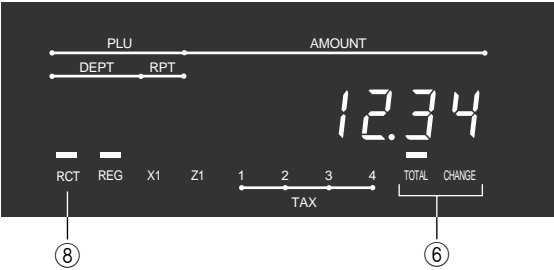 PLU AMOUNT
DEPT RPT
12.34
RCT REG X1 Z1 1 2 3 4 TOTAL CHANGE
TAX
⑧ ⑥